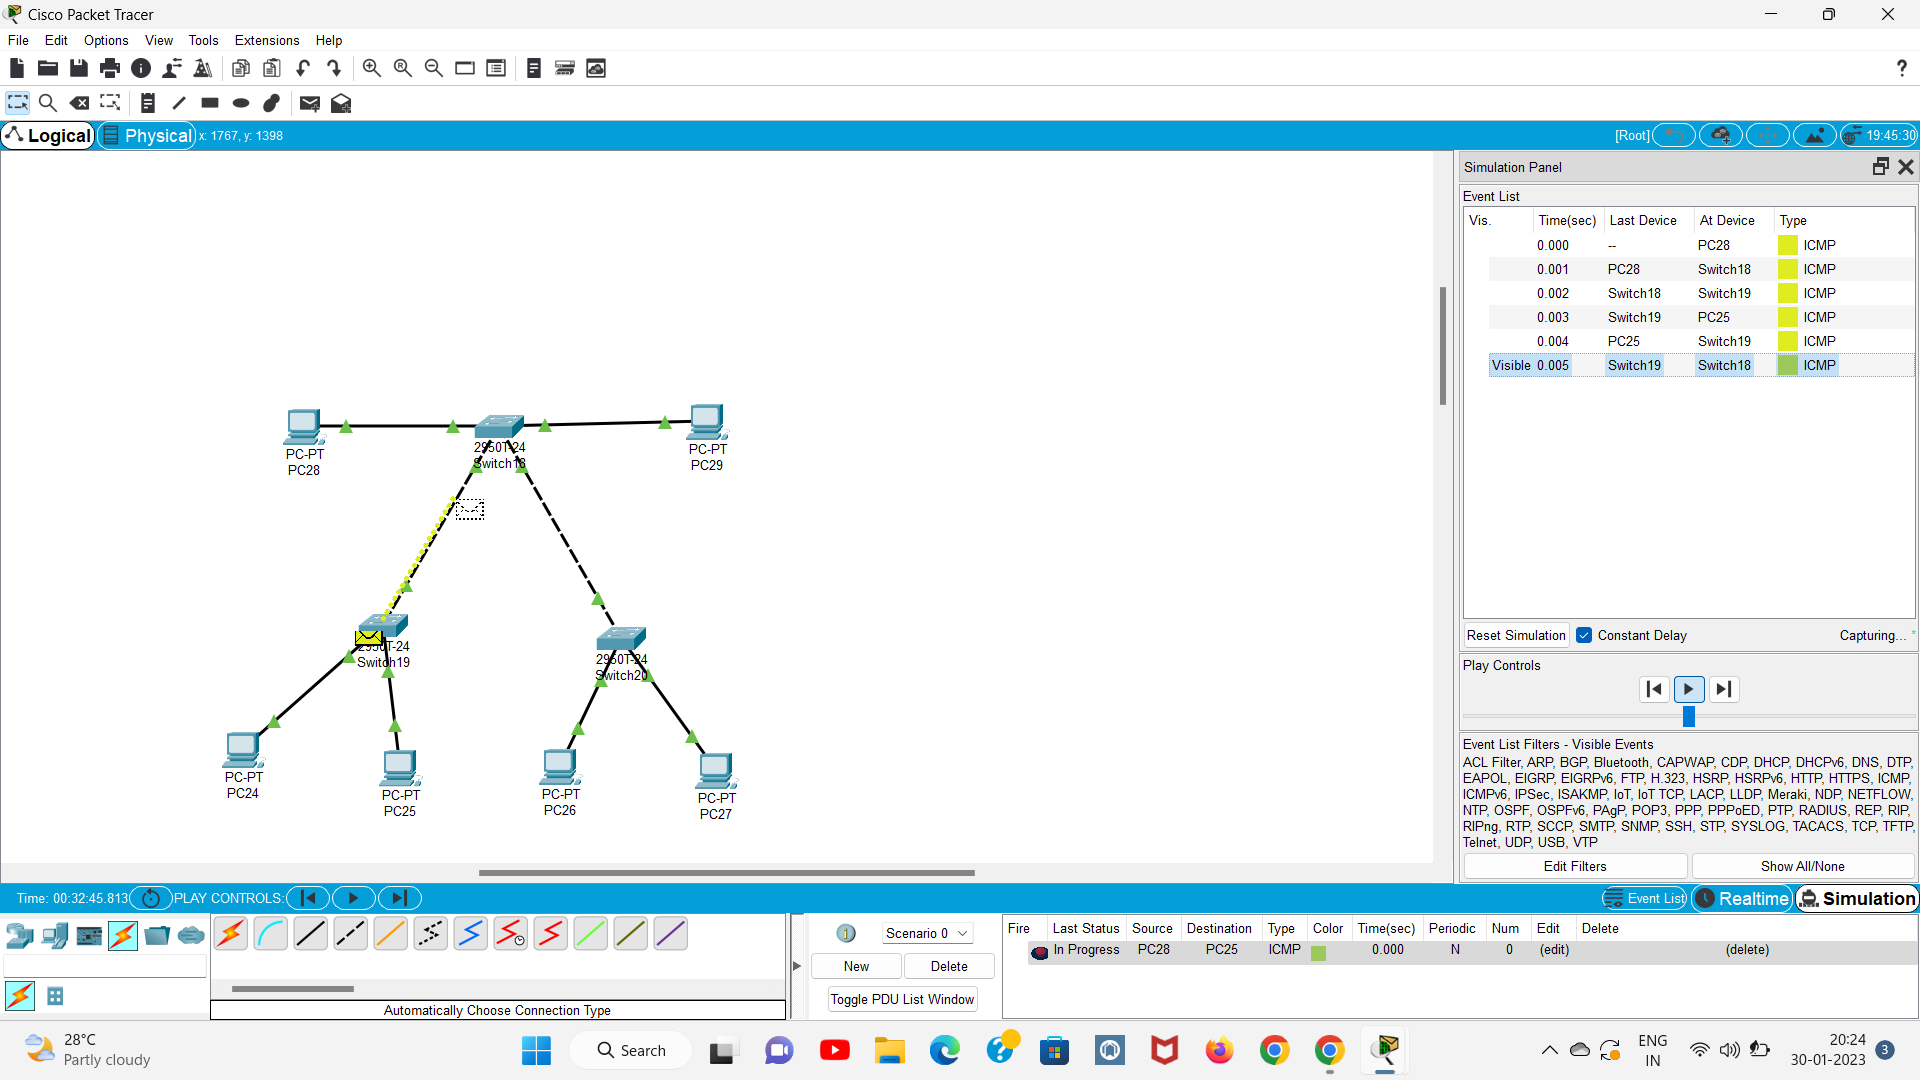 Cisco Packet Tracer
File Edit Options View Tools Extensions Help
?
Logical Physical x: 1767, y: 1398 [Root] 19:45:30
Simulation Panel
Event List
Vis. Time(sec) Last Device At Device Type
0.000 -- PC28 ICMP
0.001 PC28 Switch18 ICMP
0.002 Switch18 Switch19 ICMP
0.003 Switch19 PC25 ICMP
0.004 PC25 Switch19 ICMP
Visible 0.005 Switch19 Switch18 ICMP
PC-PT
PC28
2950T-24
Switch18
PC-PT
PC29
2950T-24
Switch19
2950T-24
Switch20
PC-PT
PC24
PC-PT
PC25
PC-PT
PC26
PC-PT
PC27
Reset Simulation Constant Delay Capturing...
Play Controls
Event List Filters - Visible Events
ACL Filter, ARP, BGP, Bluetooth, CAPWAP, CDP, DHCP, DHCPv6, DNS, DTP,
EAPOL, EIGRP, EIGRPv6, FTP, H.323, HSRP, HSRPv6, HTTP, HTTPS, ICMP,
ICMPv6, IPSec, ISAKMP, IoT, IoT TCP, LACP, LLDP, Meraki, NDP, NETFLOW,
NTP, OSPF, OSPFv6, PAgP, POP3, PPP, PPPoED, PTP, RADIUS, REP, RIP,
RIPng, RTP, SCCP, SMTP, SNMP, SSH, STP, SYSLOG, TACACS, TCP, TFTP,
Telnet, UDP, USB, VTP
Edit Filters Show All/None
Time: 00:32:45.813 PLAY CONTROLS: Event List Realtime Simulation
Automatically Choose Connection Type
Scenario 0
New Delete
Toggle PDU List Window
Fire Last Status Source Destination Type Color Time(sec) Periodic Num Edit Delete
In Progress PC28 PC25 ICMP 0.000 N 0 (edit) (delete)
28°C
Partly cloudy
Search
ENG
IN
20:24
30-01-2023
3